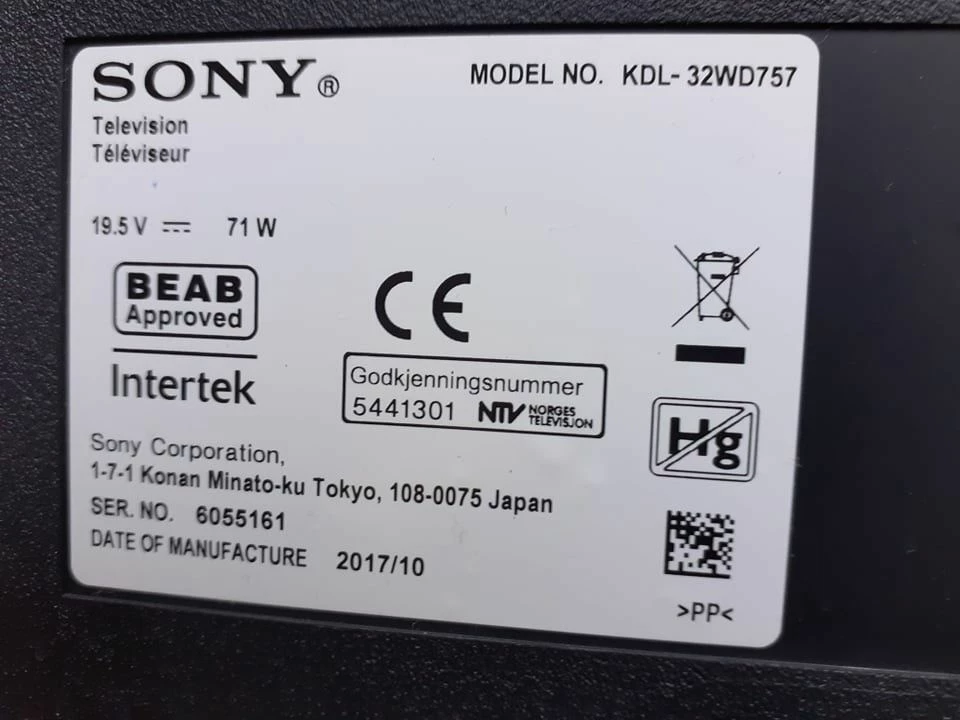 SONY®
MODEL NO. KDL- 32WD757
Television
Téléviseur
19.5 V 71 W
BEAB
Approved
CE
Intertek
Godkjenningsnummer
5441301 NTV NORGES
TELEVISJON
Hg
Sony Corporation,
1-7-1 Konan Minato-ku Tokyo, 108-0075 Japan
SER. NO. 6055161
DATE OF MANUFACTURE 2017/10
>PP<